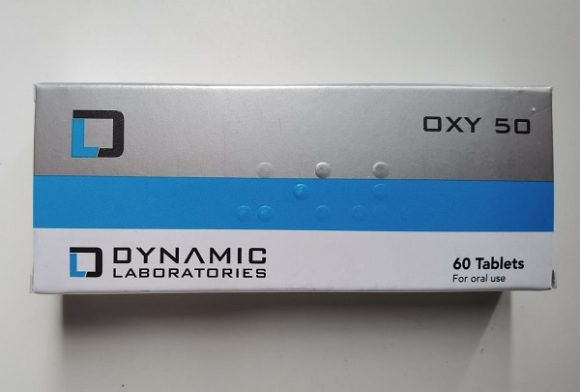 OXY 50
DYNAMIC
LABORATORIES
60 Tablets
For oral use